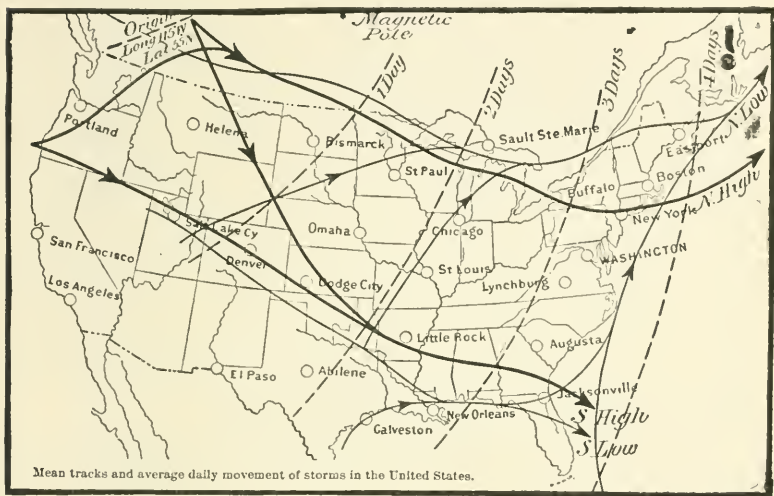 Magnetic
Pole
Origin
Long 115 W
Lat 55 N
1 Day
2 Days
3 Days
4 Days
Portland
Helena
Bismarck
St Paul
Sault Ste. Marie
Eastport
N. Low
Boston
Buffalo
New York
N. High
Salt Lake Cy
Omaha
Chicago
WASHINGTON
San Francisco
Denver
Dodge City
St Louis
Lynchburg
Los Angeles
Little Rock
Augusta
El Paso
Abilene
Jacksonville
New Orleans
Galveston
S High
S Low
Mean tracks and average daily movement of storms in the United States.